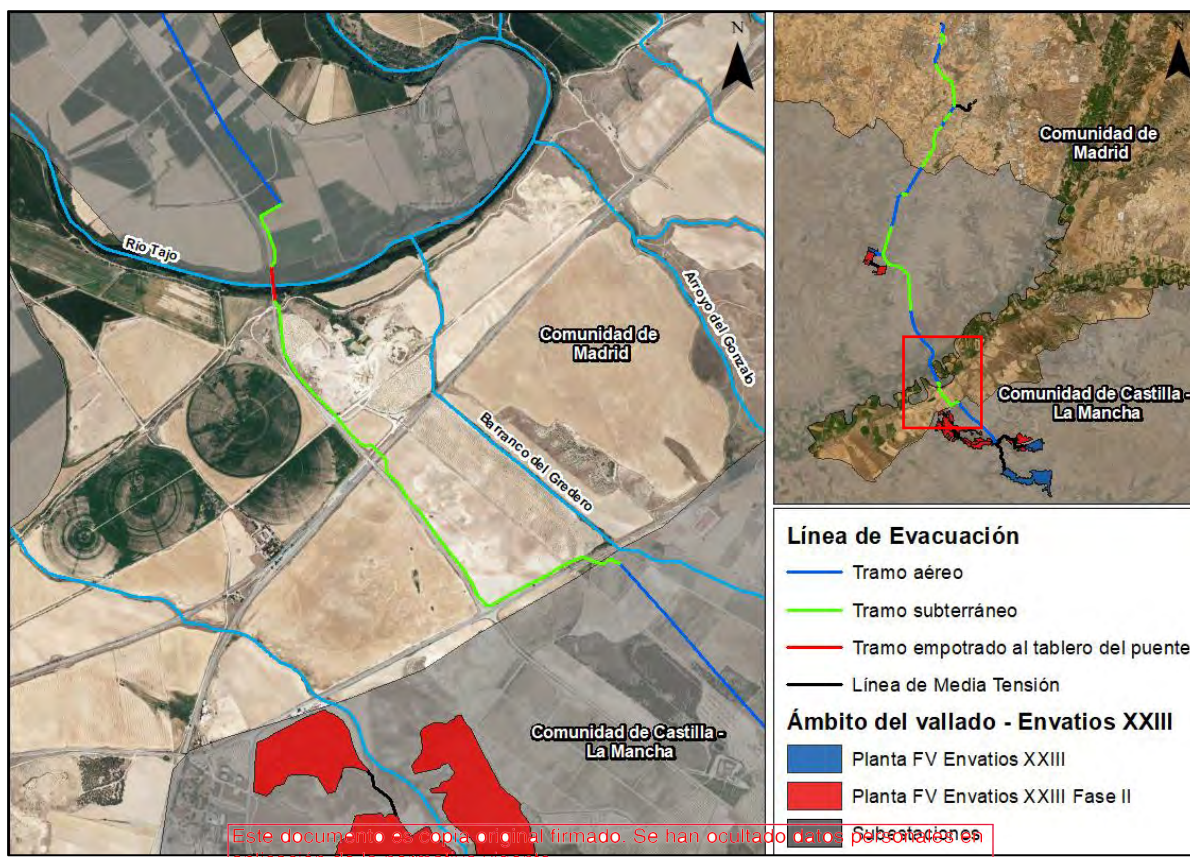 N
Río Tajo
Comunidad de
Madrid
Arroyo del Gonzalo
Barranco del Gredero
Comunidad de Castilla -
La Mancha
N
Comunidad de
Madrid
Comunidad de Castilla -
La Mancha
Línea de Evacuación
Tramo aéreo
Tramo subterráneo
Tramo empotrado al tablero del puente
Línea de Media Tensión
Ámbito del vallado - Envatios XXIII
Planta FV Envatios XXIII
Planta FV Envatios XXIII Fase II
Subestaciones
Este documento es copia original firmado. Se han ocultado datos personales en